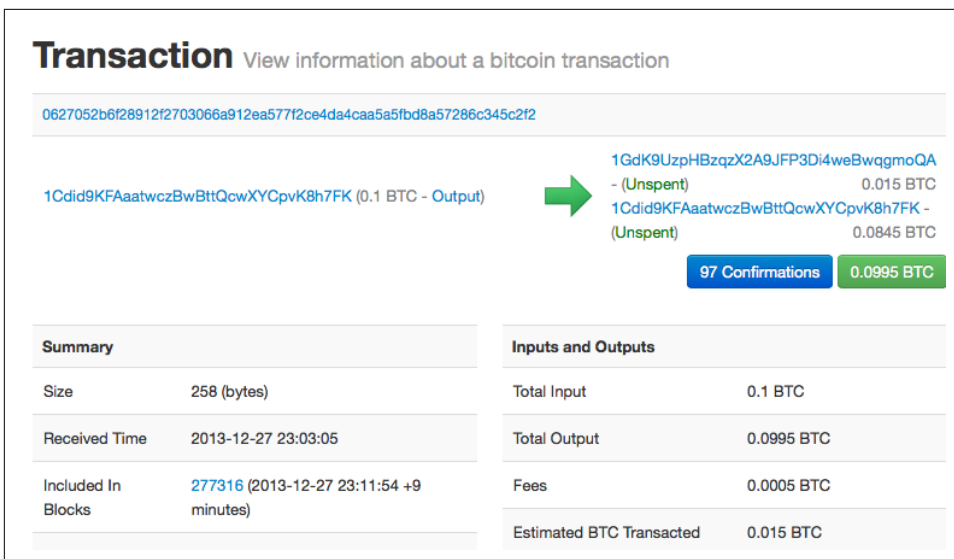 Transaction View information about a bitcoin transaction
0627052b6f28912f2703066a912ea577f2ce4da4caa5a5fbd8a57286c345c2f2
1Cdid9KFAaatwczBwBttQcwXYCpvK8h7FK (0.1 BTC - Output)
1GdK9UzpHBzqzX2A9JFP3Di4weBwqgmoQA
- (Unspent) 0.015 BTC
1Cdid9KFAaatwczBwBttQcwXYCpvK8h7FK -
(Unspent) 0.0845 BTC
97 Confirmations 0.0995 BTC
Summary
Size 258 (bytes)
Received Time 2013-12-27 23:03:05
Included In 277316 (2013-12-27 23:11:54 +9
Blocks minutes)
Inputs and Outputs
Total Input 0.1 BTC
Total Output 0.0995 BTC
Fees 0.0005 BTC
Estimated BTC Transacted 0.015 BTC